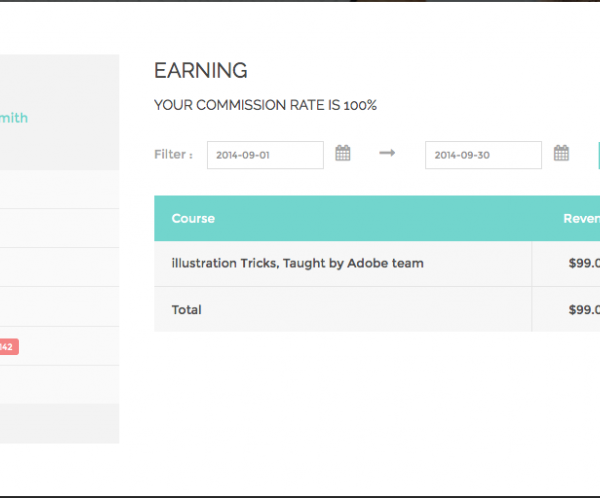 EARNING
mith
YOUR COMMISSION RATE IS 100%
Filter : 2014-09-01 2014-09-30
Course Reven
illustration Tricks, Taught by Adobe team $99.0
Total $99.0
142